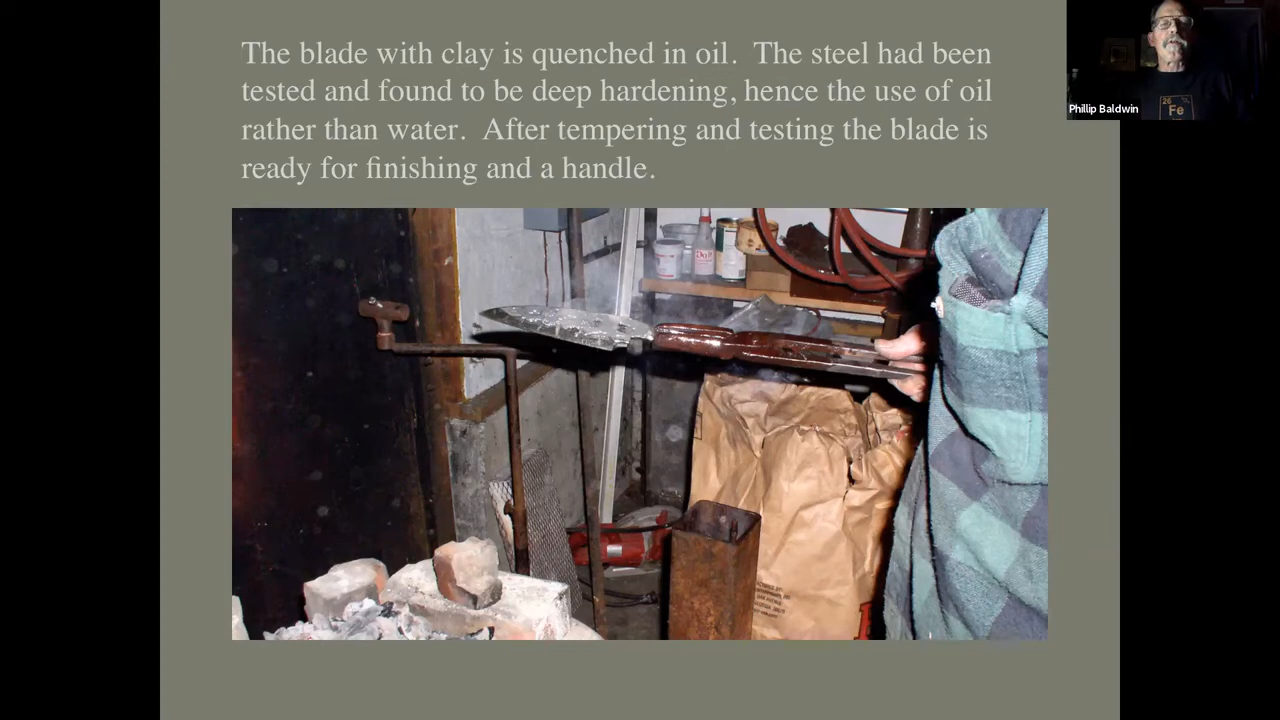 The blade with clay is quenched in oil.  The steel had been
tested and found to be deep hardening, hence the use of oil
rather than water.  After tempering and testing the blade is
ready for finishing and a handle.
Phillip Baldwin
26
Fe